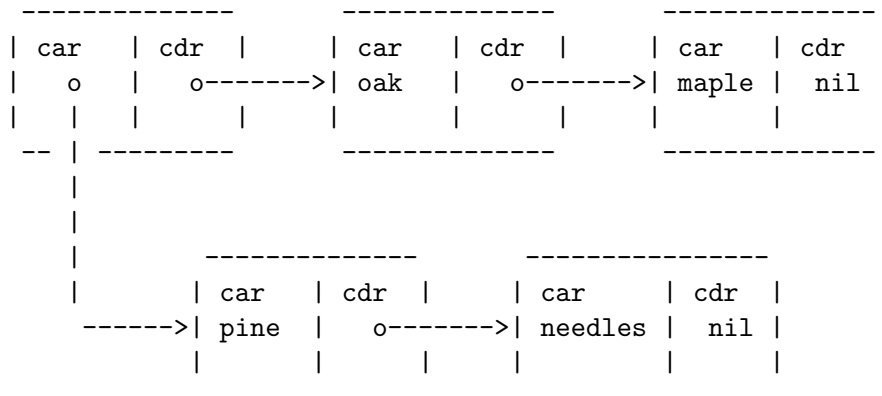 car cdr car cdr car cdr
o o oak o maple nil
car cdr car cdr
pine o needles nil